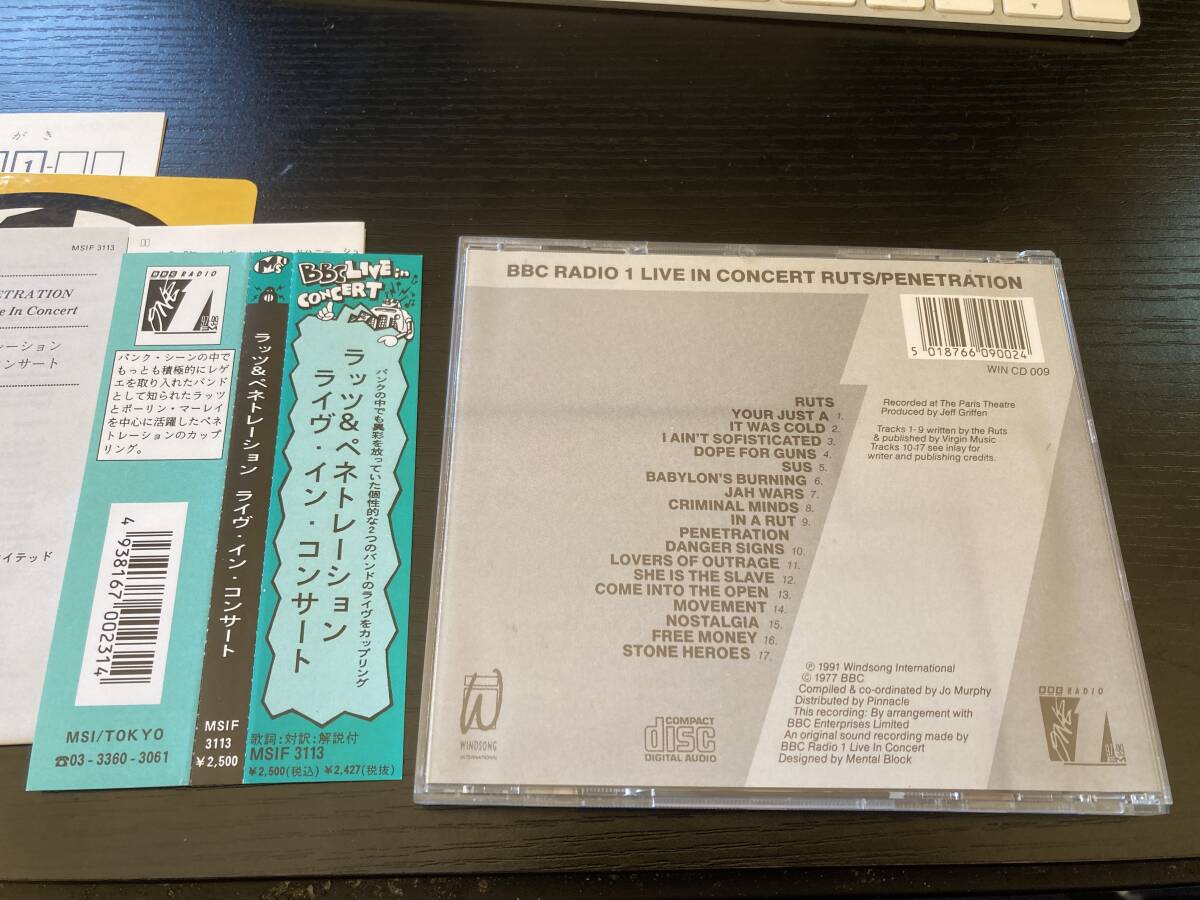 がき
1
MSIF 3113
ETRATION
e In Concert
ーション
コンサート
イテッド
BBC RADIO
LIVE
97-99 FM
パンク・シーンの中で
もっとも積極的にレゲ
エを取り入れたバンド
として知られたラッツ
とポーリン・マーレイ
を中心に活躍したペネ
トレーションのカップ
リング。
4 938167 002314
MSI/TOKYO
☎03-3360-3061
ラッツ&ペネトレーション ライヴ・イン・コンサート
MSIF
3113
¥2,500
BBC LIVE in
CONCERT
パンクの中でも異彩を放っていた個性的な2つのバンドのライヴをカップリング
ラッツ&ペネトレーション
ライヴ・イン・コンサート
歌詞:対訳:解説付
MSIF 3113
¥2,500(税込) ¥2,427(税抜)
BBC RADIO 1 LIVE IN CONCERT RUTS/PENETRATION
5 018766 090024
WIN CD 009
RUTS
YOUR JUST A 1.
IT WAS COLD 2.
I AIN'T SOFISTICATED 3.
DOPE FOR GUNS 4.
SUS 5.
BABYLON'S BURNING 6.
JAH WARS 7.
CRIMINAL MINDS 8.
IN A RUT 9.
PENETRATION
DANGER SIGNS 10.
LOVERS OF OUTRAGE 11.
SHE IS THE SLAVE 12.
COME INTO THE OPEN 13.
MOVEMENT 14.
NOSTALGIA 15.
FREE MONEY 16.
STONE HEROES 17.
Recorded at The Paris Theatre
Produced by Jeff Griffen
Tracks 1-9 written by the Ruts
& published by Virgin Music
Tracks 10-17 see inlay for
writer and publishing credits.
℗ 1991 Windsong International
© 1977 BBC
Compiled & co-ordinated by Jo Murphy
Distributed by Pinnacle
This recording: By arrangement with
BBC Enterprises Limited
An original sound recording made by
BBC Radio 1 Live In Concert
Designed by Mental Block
WINDSONG
INTERNATIONAL
COMPACT
disc
DIGITAL AUDIO
BBC RADIO
LIVE
97-99 FM